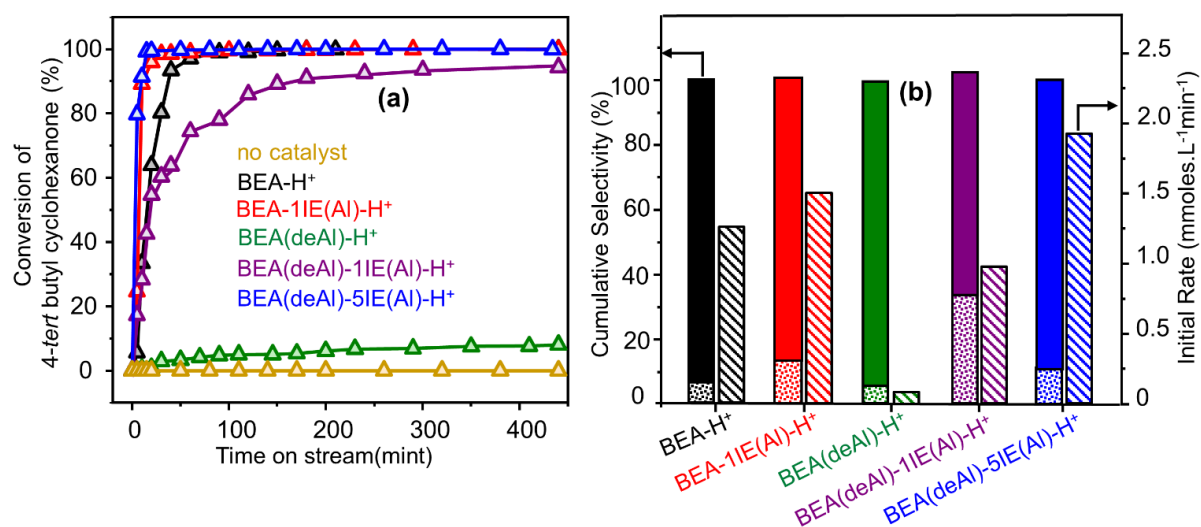 Conversion of
4-tert butyl cyclohexanone (%)
100
80
60
40
20
0
(a)
no catalyst
BEA-H⁺
BEA-1IE(Al)-H⁺
BEA(deAl)-H⁺
BEA(deAl)-1IE(Al)-H⁺
BEA(deAl)-5IE(Al)-H⁺
0 100 200 300 400
Time on stream(mint)
Cumulative Selectivity (%)
100
80
60
40
20
0
(b)
2.5
2.0
1.5
1.0
0.5
0
Initial Rate (mmoles.L⁻¹min⁻¹)
BEA-H⁺
BEA-1IE(Al)-H⁺
BEA(deAl)-H⁺
BEA(deAl)-1IE(Al)-H⁺
BEA(deAl)-5IE(Al)-H⁺